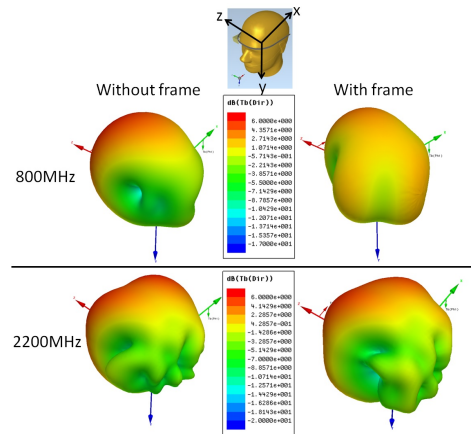 z
x
y
Without frame
With frame
800MHz
dB(Tb(Dir))
6.0000e+000
4.3571e+000
2.7143e+000
1.0714e+000
-5.7143e-001
-2.2143e+000
-3.8571e+000
-5.5000e+000
-7.1429e+000
-8.7857e+000
-1.0429e+001
-1.2071e+001
-1.3714e+001
-1.5357e+001
-1.7000e+001
2200MHz
dB(Tb(Dir))
6.0000e+000
4.1429e+000
2.2857e+000
4.2857e-001
-1.4286e+000
-3.2857e+000
-5.1429e+000
-7.0000e+000
-8.8571e+000
-1.0714e+001
-1.2571e+001
-1.4429e+001
-1.6286e+001
-1.8143e+001
-2.0000e+001